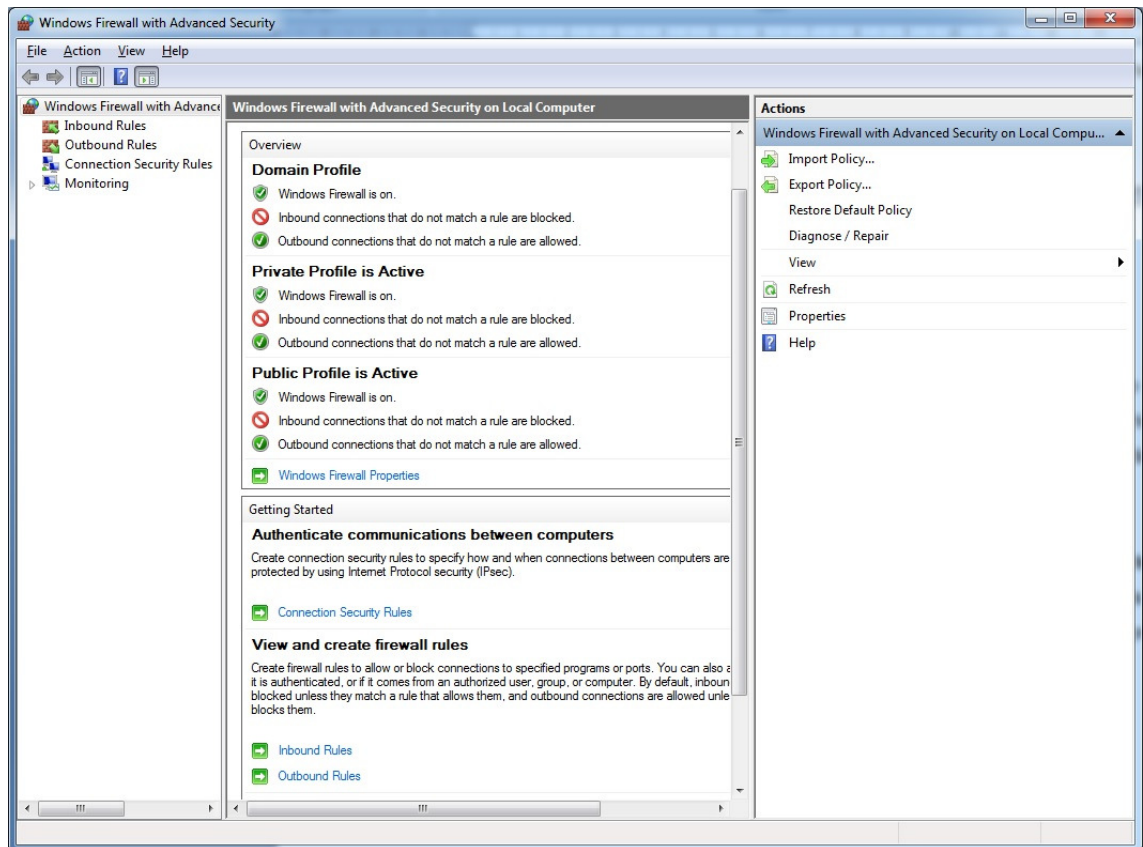 Windows Firewall with Advanced Security
File Action View Help
Windows Firewall with Advance
Inbound Rules
Outbound Rules
Connection Security Rules
Monitoring
Windows Firewall with Advanced Security on Local Computer
Overview
Domain Profile
Windows Firewall is on.
Inbound connections that do not match a rule are blocked.
Outbound connections that do not match a rule are allowed.
Private Profile is Active
Windows Firewall is on.
Inbound connections that do not match a rule are blocked.
Outbound connections that do not match a rule are allowed.
Public Profile is Active
Windows Firewall is on.
Inbound connections that do not match a rule are blocked.
Outbound connections that do not match a rule are allowed.
Windows Firewall Properties
Getting Started
Authenticate communications between computers
Create connection security rules to specify how and when connections between computers are
protected by using Internet Protocol security (IPsec).
Connection Security Rules
View and create firewall rules
Create firewall rules to allow or block connections to specified programs or ports. You can also a
it is authenticated, or if it comes from an authorized user, group, or computer. By default, inboun
blocked unless they match a rule that allows them, and outbound connections are allowed unle
blocks them.
Inbound Rules
Outbound Rules
Actions
Windows Firewall with Advanced Security on Local Compu...
Import Policy...
Export Policy...
Restore Default Policy
Diagnose / Repair
View
Refresh
Properties
Help